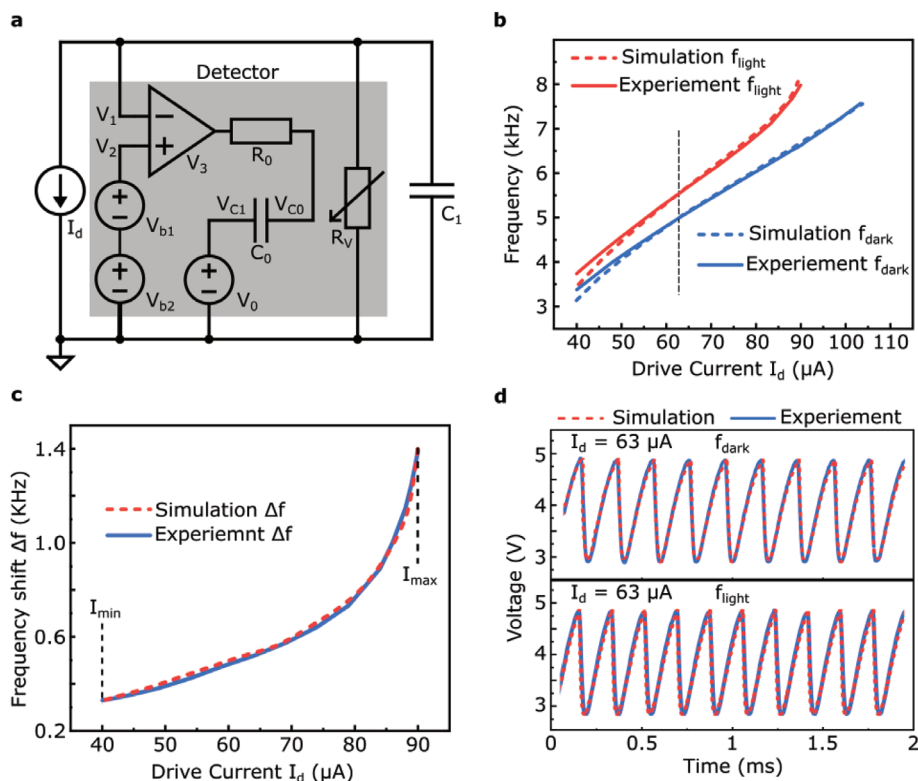 a
Detector
V1
V2
V3
R0
Id
Vb1
VC1
VC0
C0
RV
C1
Vb2
V0
b
Simulation flight
Experiement flight
Simulation fdark
Experiement fdark
Frequency (kHz)
8
7
6
5
4
3
40 50 60 70 80 90 100 110
Drive Current Id (µA)
c
Simulation Δf
Experiemnt Δf
Imin
Imax
Frequency shift Δf (KHz)
1.4
1.0
0.6
0.2
40 50 60 70 80 90
Drive Current Id (µA)
d
Simulation Experiement
Id = 63 µA fdark
5
4
3
Id = 63 µA flight
5
4
3
Voltage (V)
0 0.5 1 1.5 2
Time (ms)